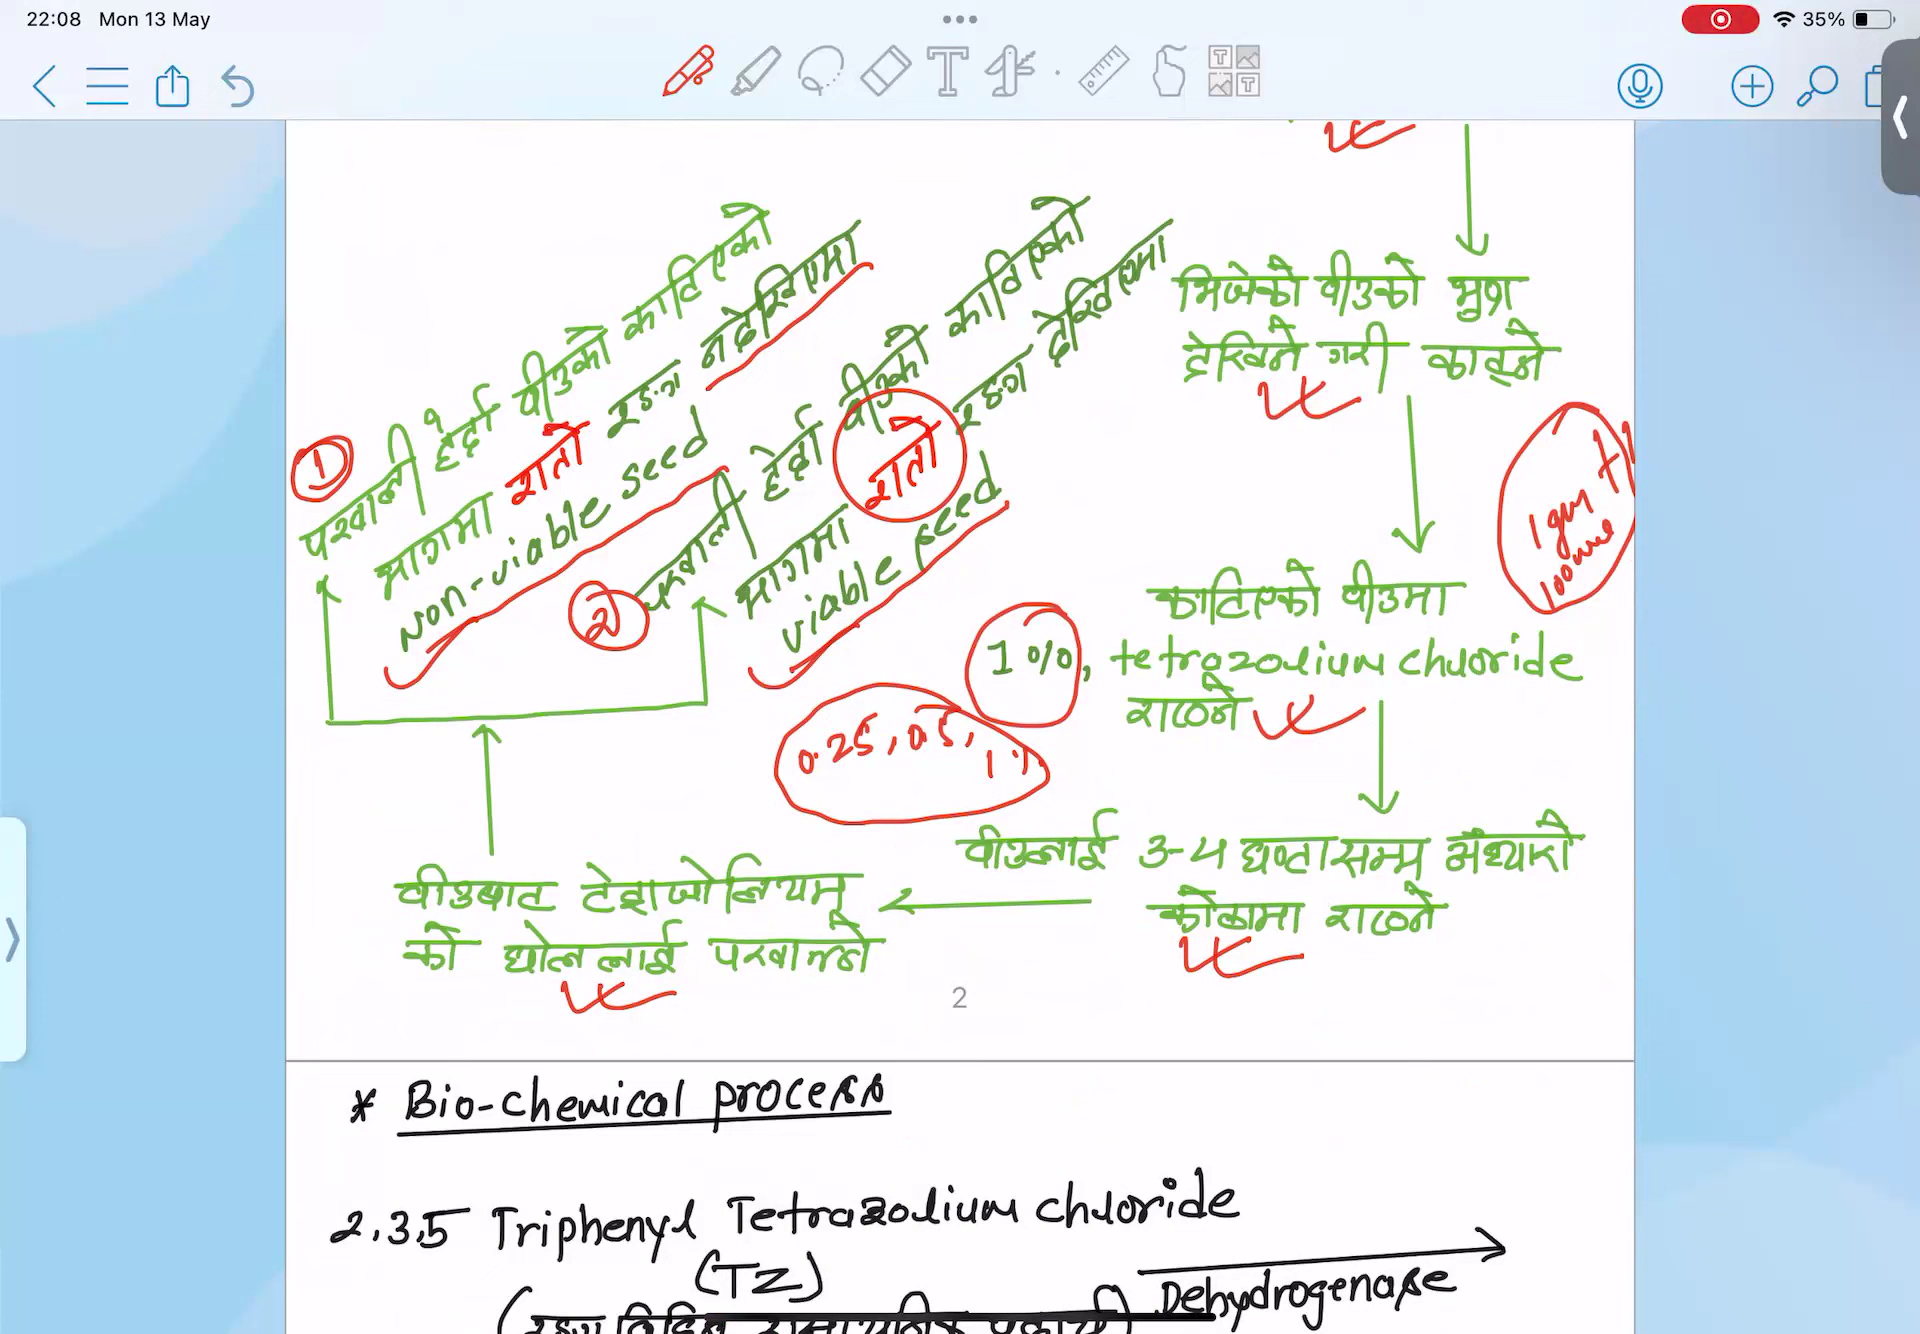 22:08 Mon 13 May
35%
भिजेको वीउको भ्रुण
देखिने गरी काट्ने
1 gm
100ml
काटिएको वीउमा
1%, tetrazolium chloride
राख्ने
0.25, 0.5, 1%
वीउलाई 3-4 घण्टा सम्म अँध्यारो
कोठामा राख्ने
वीउबाट टेट्राजोलियम्
को घोल लाई पखाल्ने
1
पखाली हेर्दा वीउको काटिएको
भागमा रातो रङ्ग नदेखिएमा
Non-viable seed
2
पखाली हेर्दा वीउको काटिएको
भागमा रातो रङ्ग देखिएमा
viable seed
2
* Bio-chemical process
2,3,5 Triphenyl Tetrazolium chloride
(TZ)
Dehydrogenase